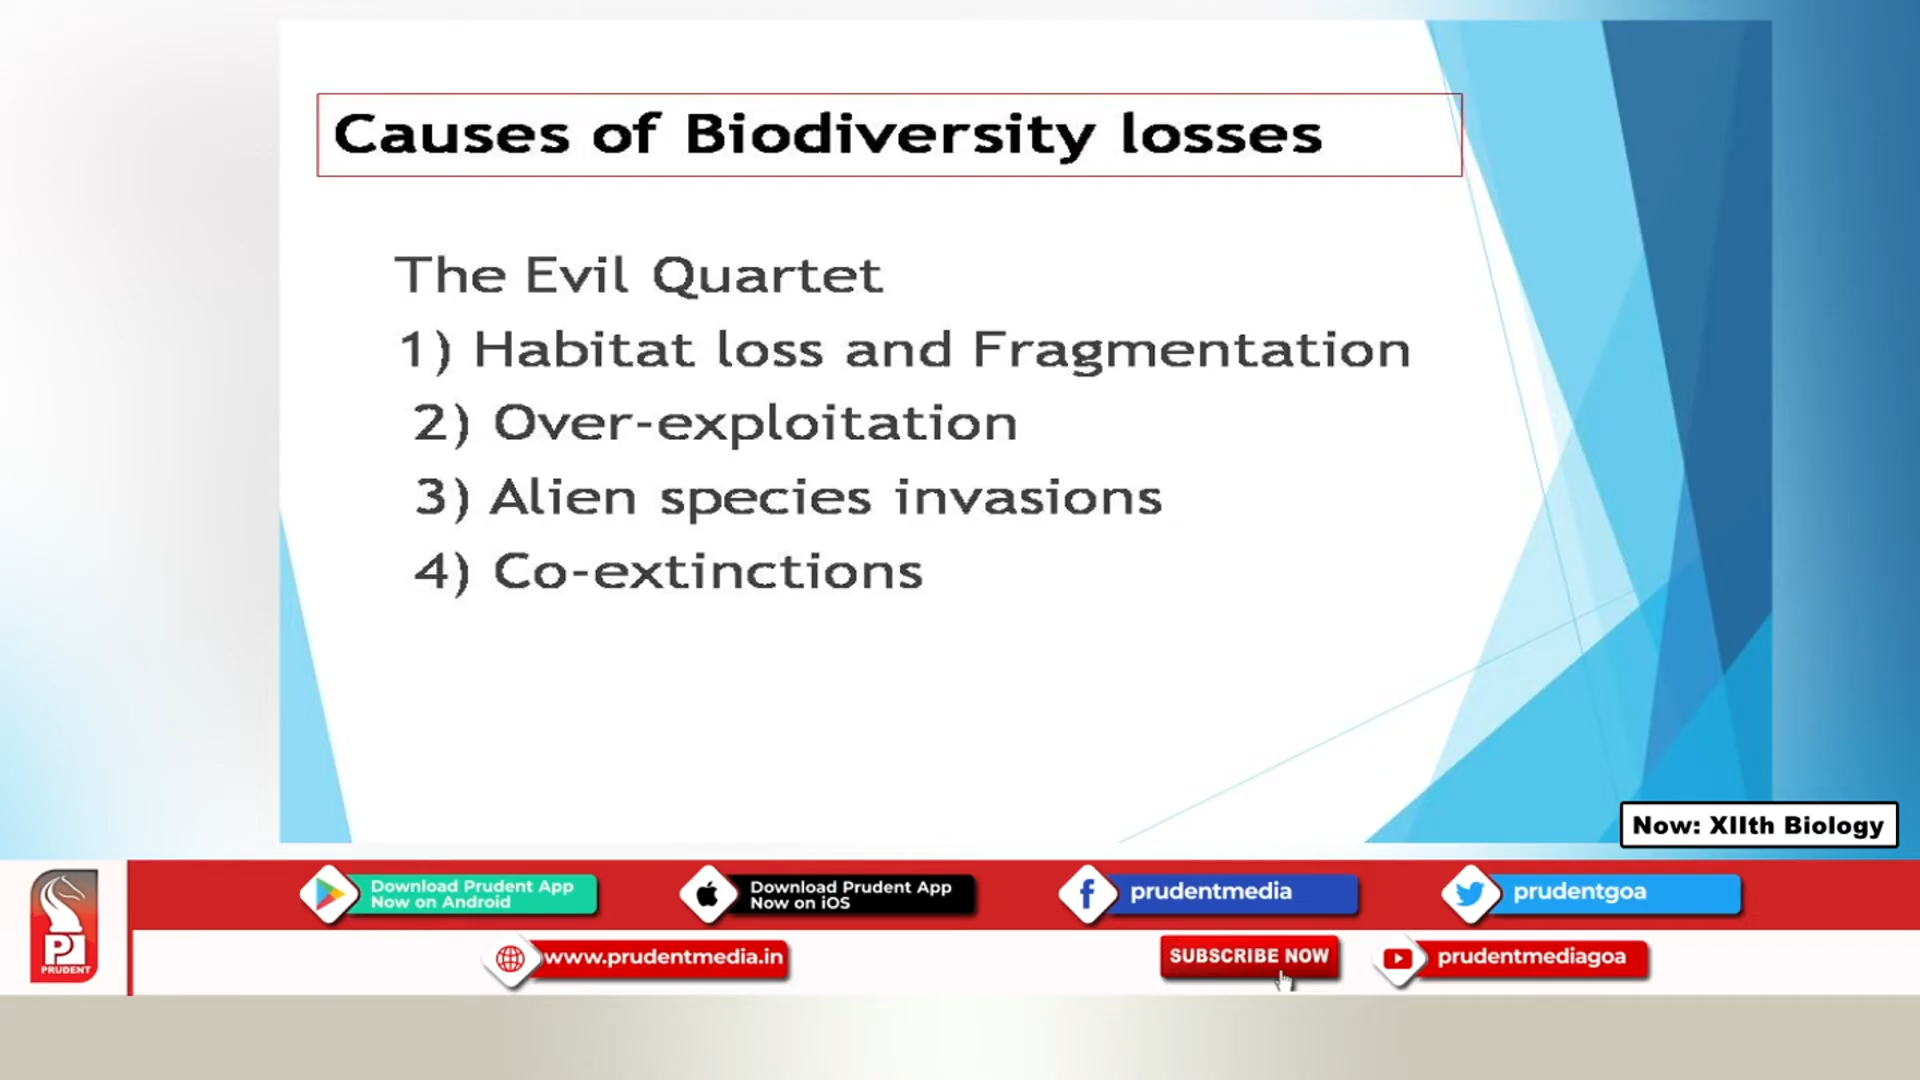 Causes of Biodiversity losses
The Evil Quartet
1) Habitat loss and Fragmentation
2) Over-exploitation
3) Alien species invasions
4) Co-extinctions
Now: XIIth Biology
Download Prudent App
Now on Android
Download Prudent App
Now on iOS
prudentmedia
prudentgoa
PRUDENT
www.prudentmedia.in
SUBSCRIBE NOW
prudentmediagoa